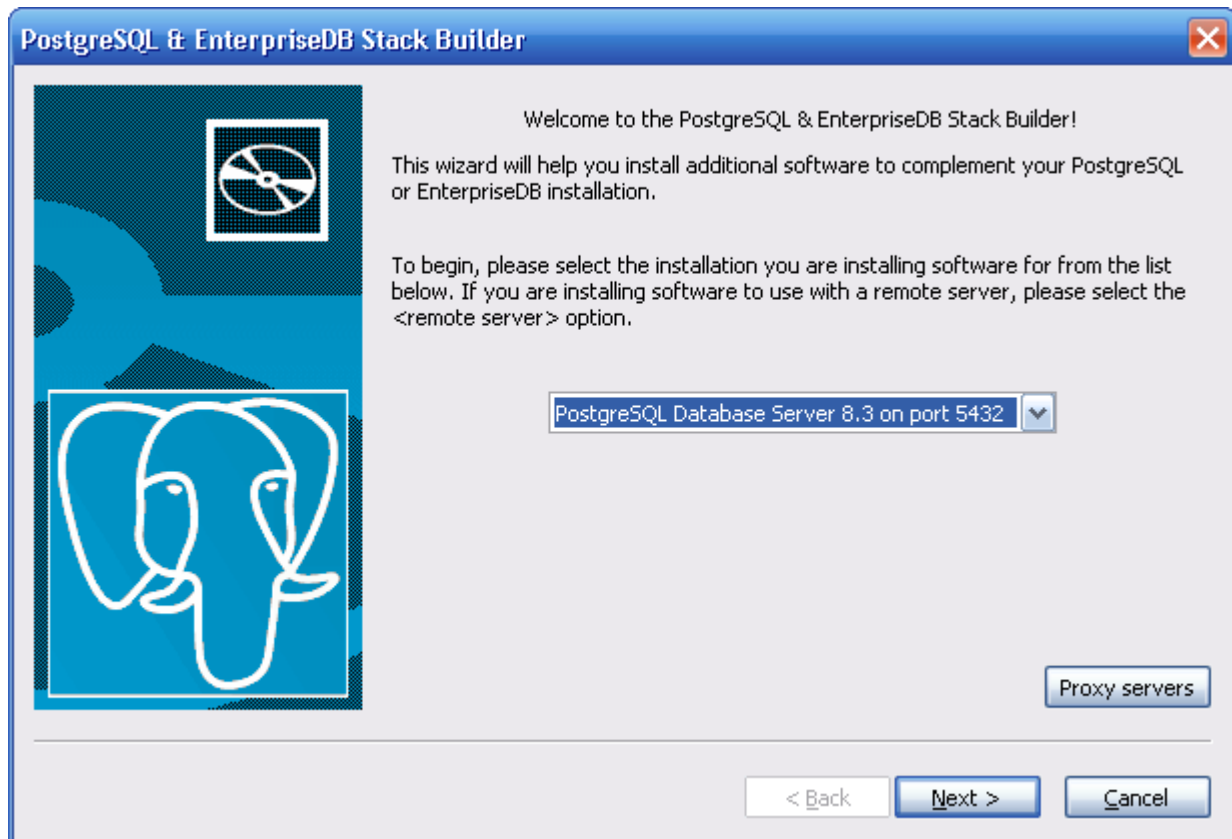 PostgreSQL & EnterpriseDB Stack Builder
Welcome to the PostgreSQL & EnterpriseDB Stack Builder!
This wizard will help you install additional software to complement your PostgreSQL
or EnterpriseDB installation.
To begin, please select the installation you are installing software for from the list
below. If you are installing software to use with a remote server, please select the
<remote server> option.
PostgreSQL Database Server 8.3 on port 5432
Proxy servers
< Back
Next >
Cancel